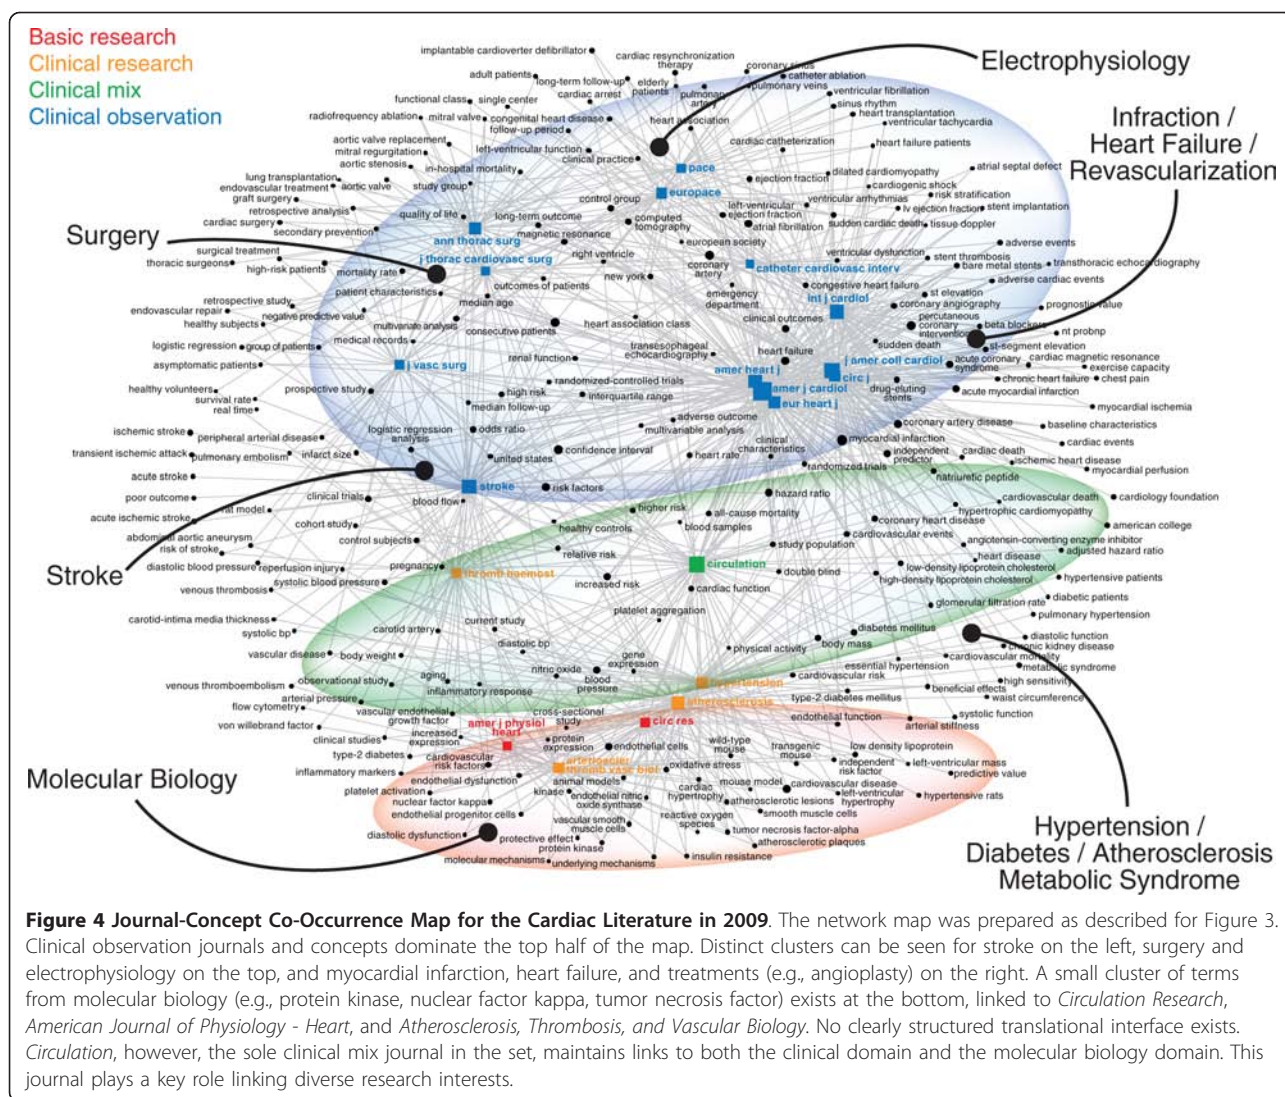 Basic research
Clinical research
Clinical mix
Clinical observation
Electrophysiology
Infraction /
Heart Failure /
Revascularization
Surgery
Stroke
Molecular Biology
Hypertension /
Diabetes / Atherosclerosis
Metabolic Syndrome
implantable cardioverter defibrillator
cardiac resynchronization
therapy
coronary sinus
adult patients
long-term follow-up
elderly
patients
catheter ablation
pulmonary veins
pulmonary
artery
cardiac arrest
ventricular fibrillation
functional class
single center
sinus rhythm
heart transplantation
radiofrequency ablation
mitral valve
congenital heart disease
heart association
ventricular tachycardia
follow-up period
aortic valve replacement
left-ventricular function
cardiac catheterization
heart failure patients
mitral regurgitation
clinical practice
aortic stenosis
in-hospital mortality
pace
atrial septal defect
lung transplantation
ejection fraction
dilated cardiomyopathy
endovascular treatment
aortic valve
study group
europace
cardiogenic shock
graft surgery
control group
ventricular arrhythmias
risk stratification
retrospective analysis
quality of life
long-term outcome
computed
tomography
left-ventricular
ejection fraction
lv ejection fraction
stent implantation
cardiac surgery
secondary prevention
ann thorac surg
magnetic resonance
atrial fibrillation
sudden cardiac death
tissue doppler
european society
adverse events
surgical treatment
j thorac cardiovasc surg
right ventricle
coronary
artery
ventricular dysfunction
stent thrombosis
thoracic surgeons
high-risk patients
mortality rate
catheter cardiovasc interv
bare metal stents
transthoracic echocardiography
new york
outcomes of patients
congestive heart failure
adverse cardiac events
patient characteristics
emergency
department
int j cardiol
st elevation
retrospective study
median age
coronary angiography
prognostic value
endovascular repair
negative predictive value
healthy subjects
multivariate analysis
consecutive patients
heart association class
clinical outcomes
percutaneous
coronary
intervention
beta blockers
nt probnp
medical records
logistic regression
group of patients
transesophageal
echocardiography
heart failure
sudden death
st-segment elevation
renal function
j amer coll cardiol
acute coronary
syndrome
cardiac magnetic resonance
asymptomatic patients
j vasc surg
amer heart j
circ j
exercise capacity
randomized-controlled trials
chronic heart failure
chest pain
healthy volunteers
prospective study
high risk
interquartile range
amer j cardiol
drug-eluting
stents
acute myocardial infarction
survival rate
eur heart j
real time
median follow-up
myocardial ischemia
adverse outcome
logistic regression
analysis
odds ratio
multivariable analysis
coronary artery disease
baseline characteristics
ischemic stroke
peripheral arterial disease
clinical
characteristics
myocardial infarction
cardiac events
transient ischemic attack
pulmonary embolism
infarct size
united states
confidence interval
heart rate
independent
predictor
cardiac death
randomized trials
ischemic heart disease
myocardial perfusion
acute stroke
stroke
risk factors
natriuretic peptide
poor outcome
clinical trials
blood flow
hazard ratio
cardiovascular death
cardiology foundation
rat model
higher risk
all-cause mortality
hypertrophic cardiomyopathy
acute ischemic stroke
cohort study
healthy controls
blood samples
coronary heart disease
american college
abdominal aortic aneurysm
control subjects
cardiovascular events
risk of stroke
relative risk
study population
angiotensin-converting enzyme inhibitor
adjusted hazard ratio
diastolic blood pressure
reperfusion injury
pregnancy
thromb haemost
circulation
heart disease
low-density lipoprotein cholesterol
systolic blood pressure
increased risk
double blind
high-density lipoprotein cholesterol
hypertensive patients
venous thrombosis
cardiac function
diabetic patients
platelet aggregation
glomerular filtration rate
pulmonary hypertension
carotid-intima media thickness
current study
systolic bp
carotid artery
diabetes mellitus
diastolic function
diastolic bp
body mass
chronic kidney disease
vascular disease
body weight
gene
expression
physical activity
cardiovascular mortality
nitric oxide
essential hypertension
metabolic syndrome
aging
blood
pressure
cardiovascular risk
venous thromboembolism
observational study
inflammatory response
hypertension
high sensitivity
arterial pressure
type-2 diabetes mellitus
beneficial effects
waist circumference
flow cytometry
atherosclerosis
vascular endothelial
growth factor
cross-sectional
study
circ res
endothelial function
systolic function
arterial stiffness
von willebrand factor
amer j physiol
heart
clinical studies
increased
expression
protein
expression
endothelial cells
wild-type
mouse
transgenic
mouse
low density lipoprotein
type-2 diabetes
cardiovascular
risk factors
arterioscler
thromb vasc biol
oxidative stress
independent
risk factor
left-ventricular mass
inflammatory markers
predictive value
endothelial dysfunction
animal models
cardiac
hypertrophy
mouse model
cardiovascular disease
platelet activation
kinase
endothelial nitric
oxide synthase
left-ventricular
hypertrophy
hypertensive rats
nuclear factor kappa
atherosclerotic lesions
endothelial progenitor cells
vascular smooth
muscle cells
reactive oxygen
species
smooth muscle cells
diastolic dysfunction
protective effect
tumor necrosis factor-alpha
protein kinase
atherosclerotic plaques
molecular mechanisms
underlying mechanisms
insulin resistance
Figure 4 Journal-Concept Co-Occurrence Map for the Cardiac Literature in 2009. The network map was prepared as described for Figure 3.
Clinical observation journals and concepts dominate the top half of the map. Distinct clusters can be seen for stroke on the left, surgery and
electrophysiology on the top, and myocardial infarction, heart failure, and treatments (e.g., angioplasty) on the right. A small cluster of terms
from molecular biology (e.g., protein kinase, nuclear factor kappa, tumor necrosis factor) exists at the bottom, linked to Circulation Research,
American Journal of Physiology - Heart, and Atherosclerosis, Thrombosis, and Vascular Biology. No clearly structured translational interface exists.
Circulation, however, the sole clinical mix journal in the set, maintains links to both the clinical domain and the molecular biology domain. This
journal plays a key role linking diverse research interests.